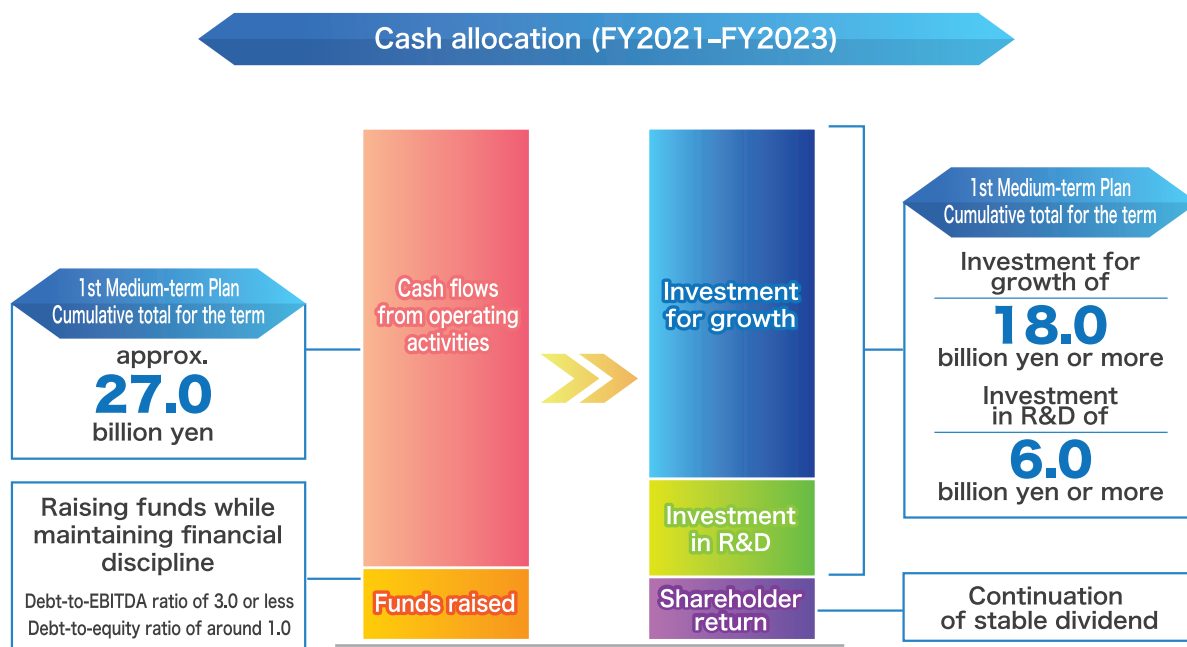 Cash allocation (FY2021–FY2023)
1st Medium-term Plan
Cumulative total for the term
approx.
27.0
billion yen
Raising funds while
maintaining financial
discipline
Debt-to-EBITDA ratio of 3.0 or less
Debt-to-equity ratio of around 1.0
Cash flows
from operating
activities
Funds raised
Investment
for growth
Investment
in R&D
Shareholder
return
1st Medium-term Plan
Cumulative total for the term
Investment for
growth of
18.0
billion yen or more
Investment
in R&D of
6.0
billion yen or more
Continuation
of stable dividend